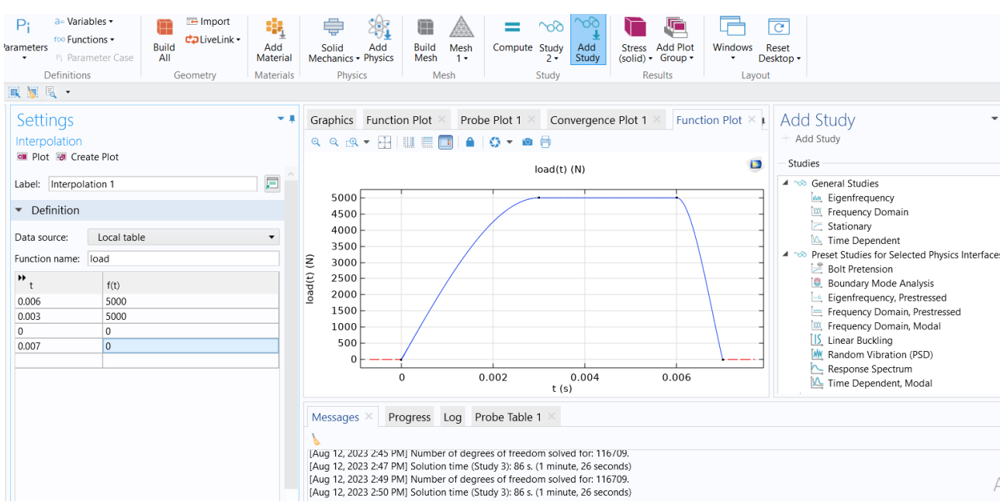 Pi
a= Variables
f(x) Functions
Pi Parameter Case
Parameters
Definitions
Import
LiveLink
Build All
Geometry
Add Material
Materials
Solid Mechanics
Add Physics
Physics
Build Mesh
Mesh 1
Mesh
Compute
Study 2
Add Study
Study
Stress (solid)
Add Plot Group
Results
Windows
Reset Desktop
Layout
Settings
Interpolation
Plot Create Plot
Label: Interpolation 1
Definition
Data source: Local table
Function name: load
t f(t)
0.006 5000
0.003 5000
0 0
0.007 0
Graphics Function Plot Probe Plot 1 Convergence Plot 1 Function Plot
load(t) (N)
5000
4500
4000
3500
3000
2500
2000
1500
1000
500
0
load(t) (N)
0 0.002 0.004 0.006
t (s)
Messages Progress Log Probe Table 1
[Aug 12, 2023 2:45 PM] Number of degrees of freedom solved for: 116709.
[Aug 12, 2023 2:47 PM] Solution time (Study 3): 86 s. (1 minute, 26 seconds)
[Aug 12, 2023 2:49 PM] Number of degrees of freedom solved for: 116709.
[Aug 12, 2023 2:50 PM] Solution time (Study 3): 86 s. (1 minute, 26 seconds)
Add Study
+ Add Study
Studies
General Studies
Eigenfrequency
Frequency Domain
Stationary
Time Dependent
Preset Studies for Selected Physics Interfaces
Bolt Pretension
Boundary Mode Analysis
Eigenfrequency, Prestressed
Frequency Domain, Prestressed
Frequency Domain, Modal
Linear Buckling
Random Vibration (PSD)
Response Spectrum
Time Dependent, Modal